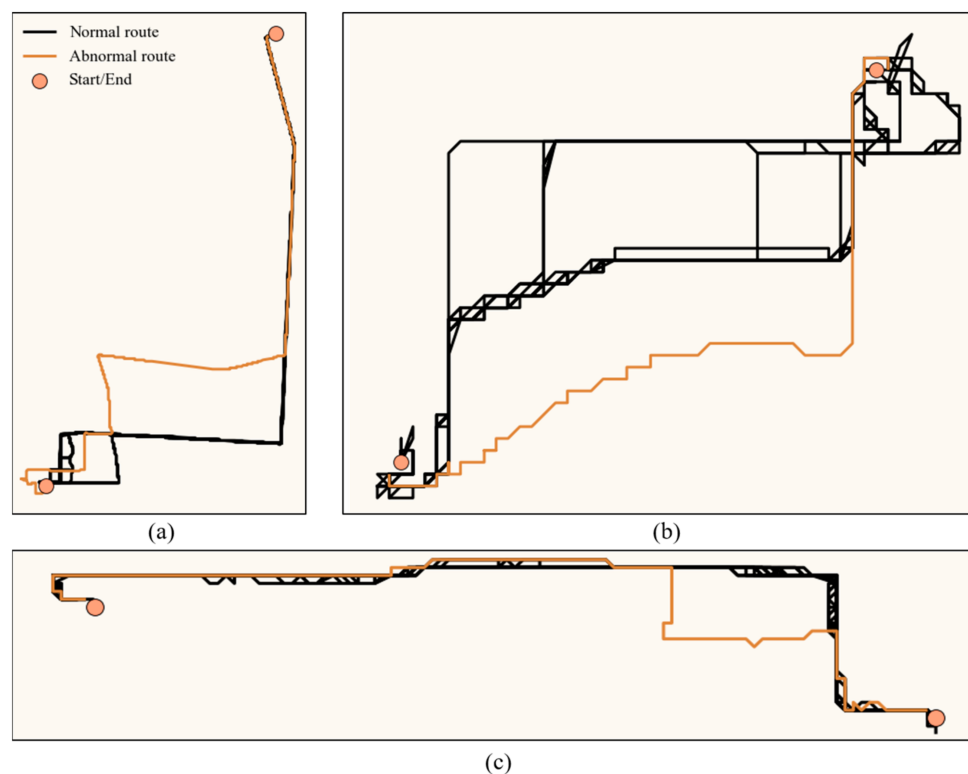 Normal route
Abnormal route
Start/End
(a)
(b)
(c)